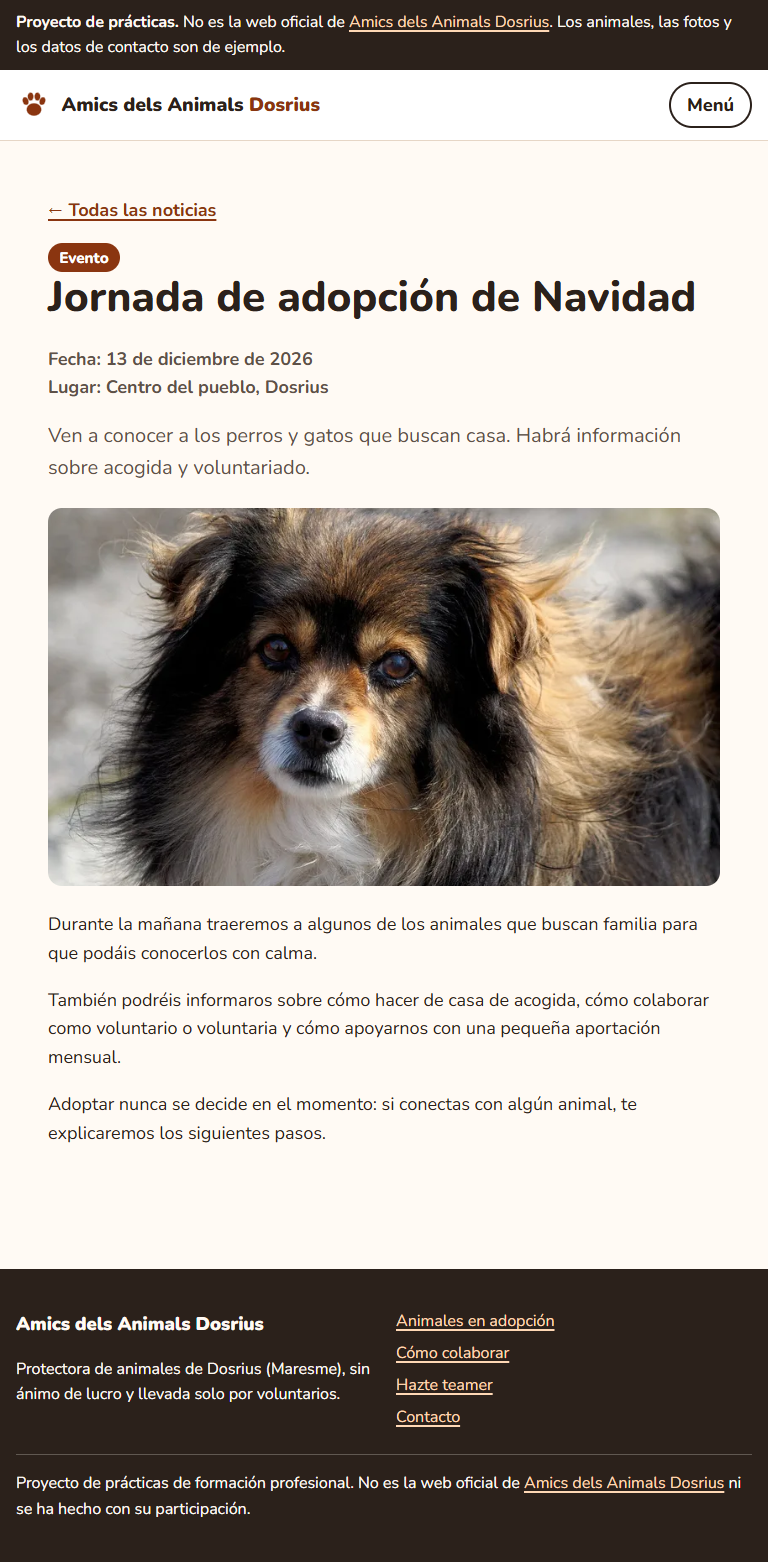 Proyecto de prácticas. No es la web oficial de Amics dels Animals Dosrius. Los animales, las fotos y
los datos de contacto son de ejemplo.
Amics dels Animals Dosrius
Menú
← Todas las noticias
Evento
Jornada de adopción de Navidad
Fecha: 13 de diciembre de 2026
Lugar: Centro del pueblo, Dosrius
Ven a conocer a los perros y gatos que buscan casa. Habrá información
sobre acogida y voluntariado.
Durante la mañana traeremos a algunos de los animales que buscan familia para
que podáis conocerlos con calma.
También podréis informaros sobre cómo hacer de casa de acogida, cómo colaborar
como voluntario o voluntaria y cómo apoyarnos con una pequeña aportación
mensual.
Adoptar nunca se decide en el momento: si conectas con algún animal, te
explicaremos los siguientes pasos.
Amics dels Animals Dosrius
Protectora de animales de Dosrius (Maresme), sin
ánimo de lucro y llevada solo por voluntarios.
Animales en adopción
Cómo colaborar
Hazte teamer
Contacto
Proyecto de prácticas de formación profesional. No es la web oficial de Amics dels Animals Dosrius ni
se ha hecho con su participación.